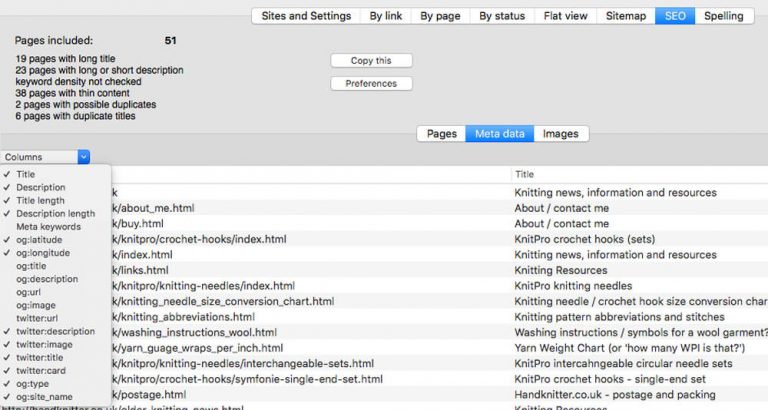 Sites and Settings By link By page By status Flat view Sitemap SEO Spelling
Pages included: 51
19 pages with long title
23 pages with long or short description
keyword density not checked
38 pages with thin content
2 pages with possible duplicates
6 pages with duplicate titles
Copy this
Preferences
Pages Meta data Images
Columns
Title
✓ Title
✓ Description
✓ Title length
✓ Description length
Meta keywords
✓ og:latitude
✓ og:longitude
og:title
og:description
og:url
og:image
twitter:url
✓ twitter:description
✓ twitter:image
✓ twitter:title
✓ twitter:card
✓ og:type
✓ og:site_name
k Knitting news, information and resources
k/about_me.html About / contact me
k/buy.html About / contact me
k/knitpro/crochet-hooks/index.html KnitPro crochet hooks (sets)
k/index.html Knitting news, information and resources
k/links.html Knitting Resources
k/knitpro/knitting-needles/index.html KnitPro knitting needles
k/knitting_needle_size_conversion_chart.html Knitting needle / crochet hook size conversion chart
k/knitting_abbreviations.html Knitting pattern abbreviations and stitches
k/washing_instructions_wool.html Washing instructions / symbols for a wool garment?
k/yarn_guage_wraps_per_inch.html Yarn Weight Chart (or 'how many WPI is that?')
k/knitpro/knitting-needles/interchangeable-sets.html KnitPro intercahngeable circular needle sets
k/knitpro/crochet-hooks/symfonie-single-end-set.html KnitPro crochet hooks - single-end set
k/postage.html Handknitter.co.uk - postage and packing
http://handknitter.co.uk/older_knitting_news.html Knitting news